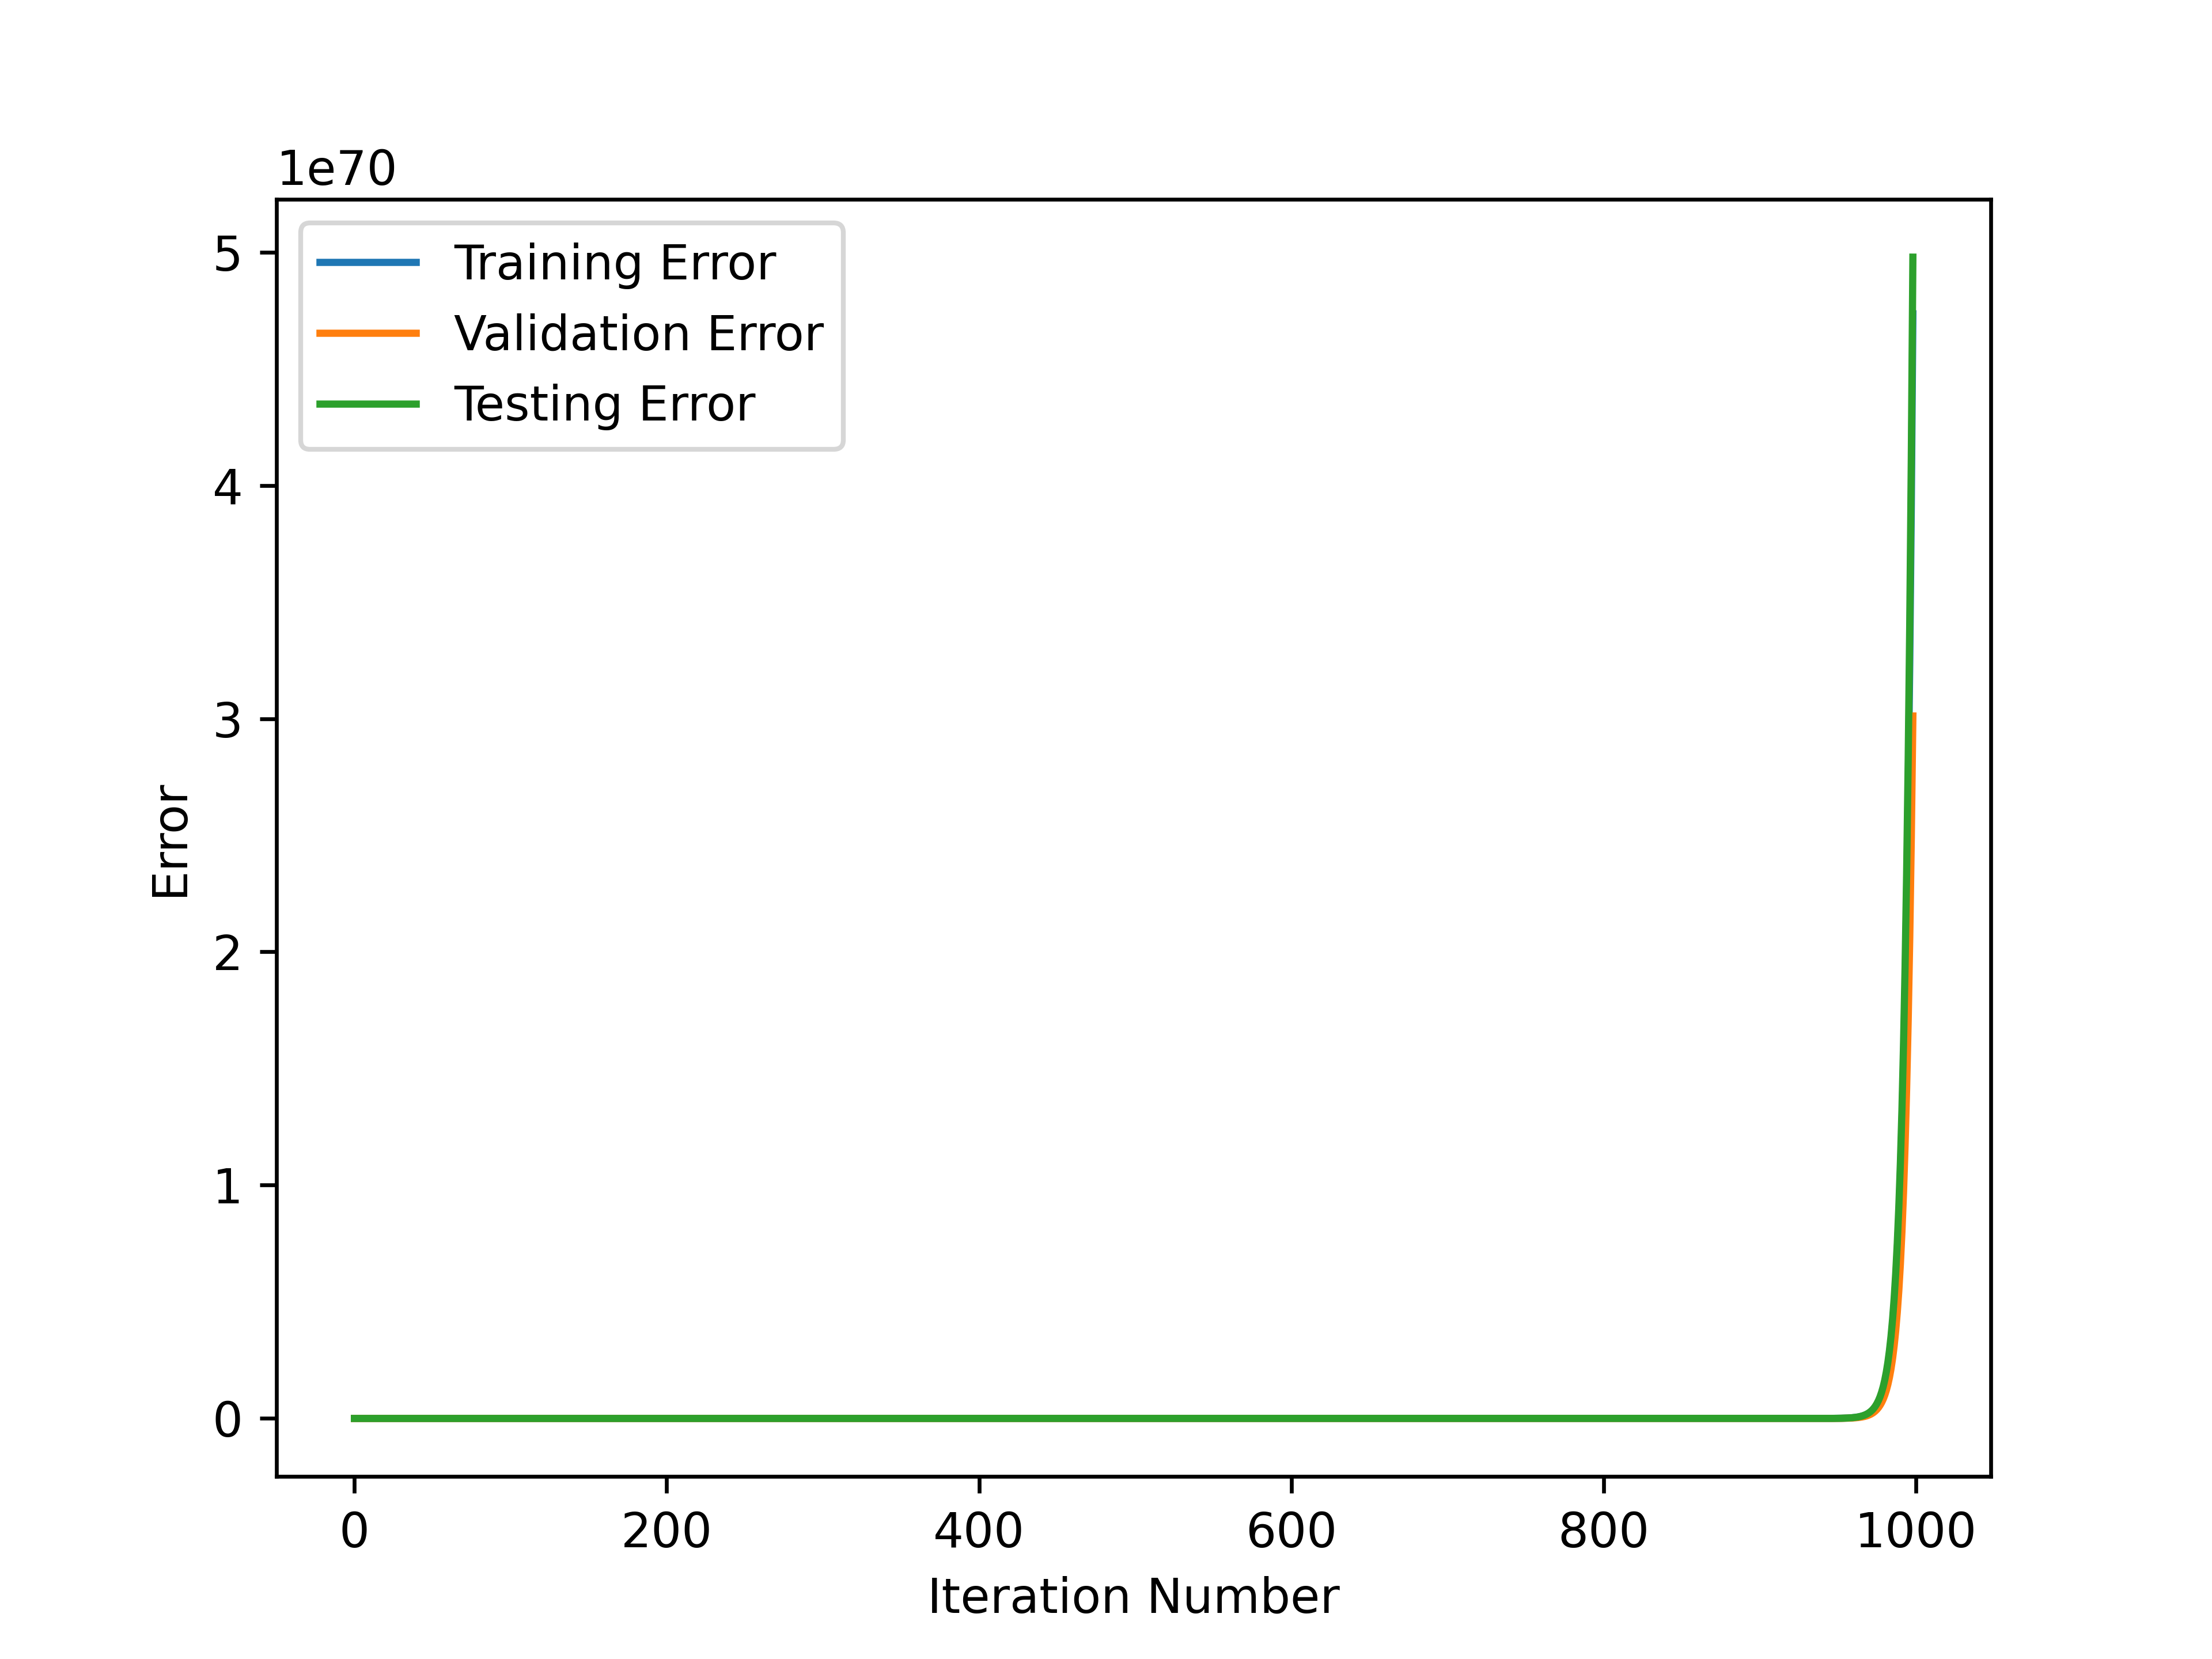 1e70
5
4
3
2
1
0
Error
Training Error
Validation Error
Testing Error
0 200 400 600 800 1000
Iteration Number